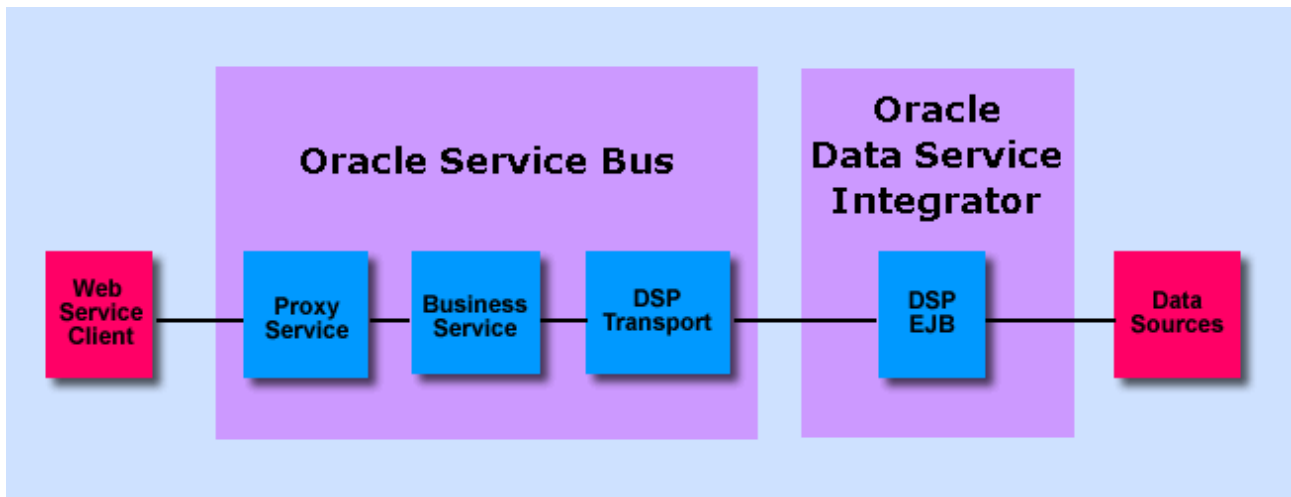 Oracle Service Bus
Oracle
Data Service
Integrator
Web
Service
Client
Proxy
Service
Business
Service
DSP
Transport
DSP
EJB
Data
Sources